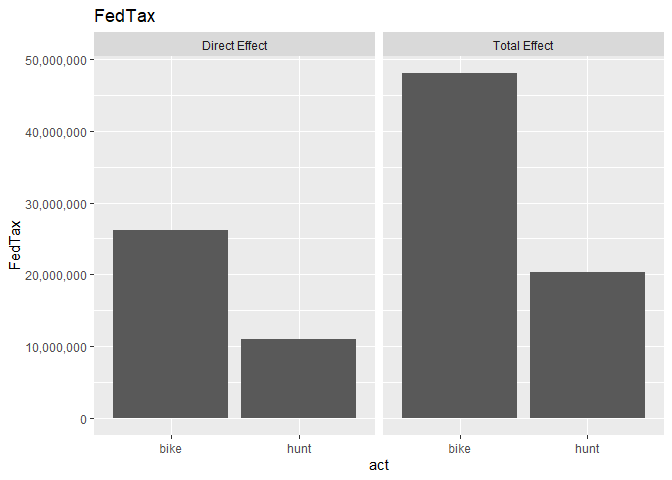 FedTax
Direct Effect
Total Effect
50,000,000
40,000,000
30,000,000
20,000,000
10,000,000
0
FedTax
bike
hunt
bike
hunt
act